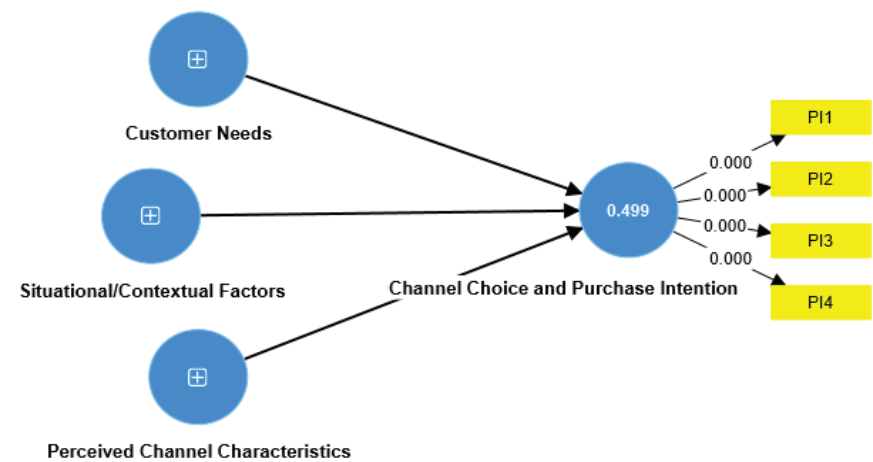 Customer Needs
Situational/Contextual Factors
Perceived Channel Characteristics
0.499
Channel Choice and Purchase Intention
0.000
0.000
0.000
0.000
PI1
PI2
PI3
PI4